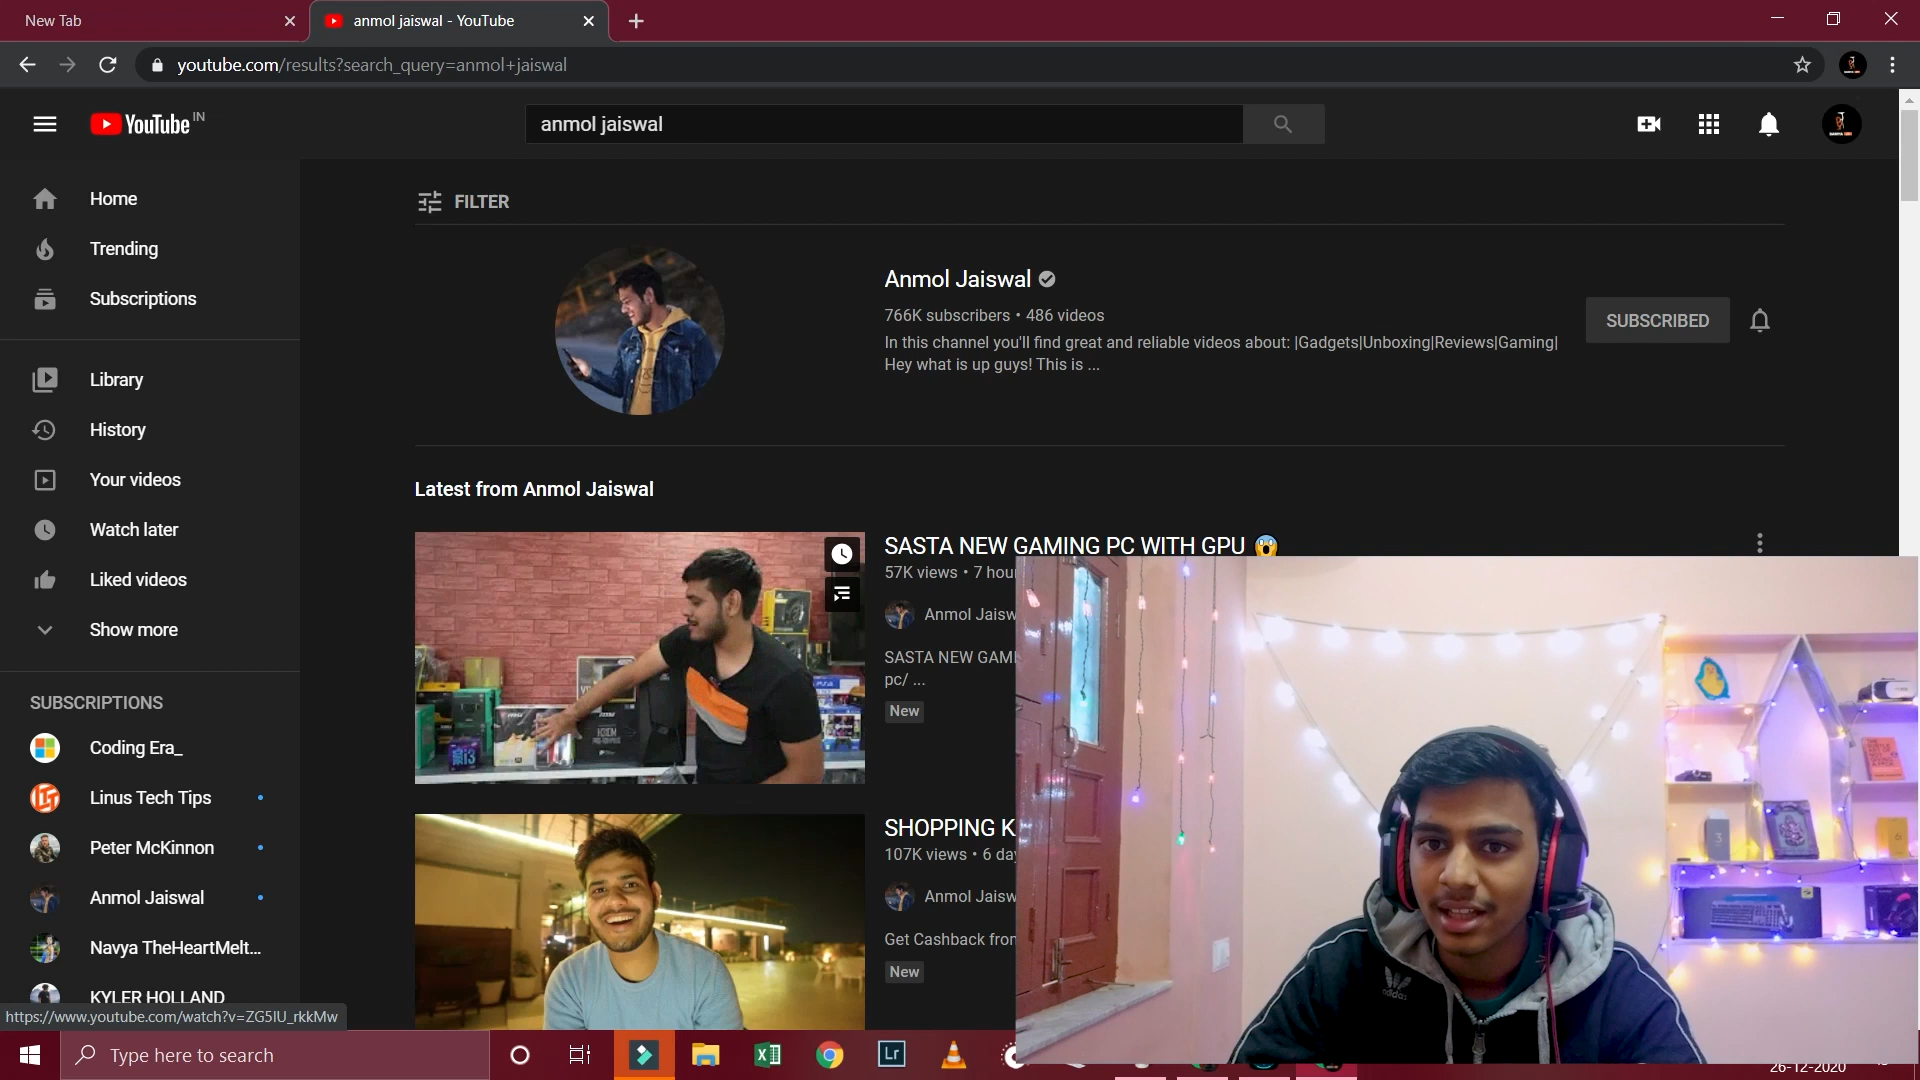 New Tab
anmol jaiswal - YouTube
youtube.com/results?search_query=anmol+jaiswal
YouTube IN
anmol jaiswal
Home
Trending
Subscriptions
Library
History
Your videos
Watch later
Liked videos
Show more
SUBSCRIPTIONS
Coding Era_
Linus Tech Tips
Peter McKinnon
Anmol Jaiswal
Navya TheHeartMelt...
KYLER HOLLAND
https://www.youtube.com/watch?v=ZG5IU_rkkMw
FILTER
Anmol Jaiswal
766K subscribers • 486 videos
In this channel you'll find great and reliable videos about: |Gadgets|Unboxing|Reviews|Gaming|
Hey what is up guys! This is ...
SUBSCRIBED
Latest from Anmol Jaiswal
SASTA NEW GAMING PC WITH GPU 😱
57K views • 7 hou
Anmol Jaisw
SASTA NEW GAMI
pc/ ...
New
SHOPPING K
107K views • 6 da
Anmol Jaisw
Get Cashback fron
New
adidas
Type here to search
Lr
26-12-2020